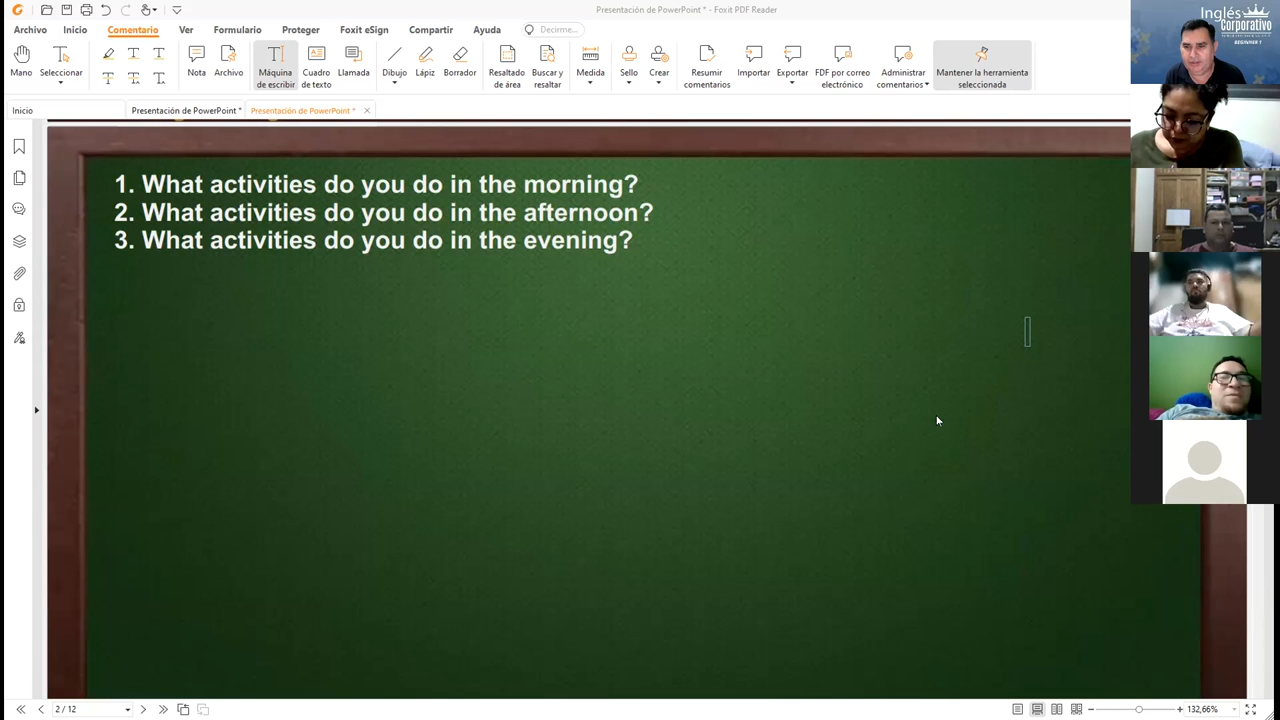 Presentación de PowerPoint * - Foxit PDF Reader
Archivo Inicio Comentario Ver Formulario Proteger Foxit eSign Compartir Ayuda Decirme...
Mano Seleccionar Nota Archivo Máquina de escribir Cuadro de texto Llamada Dibujo Lápiz Borrador Resaltado de área Buscar y resaltar Medida Sello Crear Resumir comentarios Importar Exportar FDP por correo electrónico Administrar comentarios Mantener la herramienta seleccionada
Inicio Presentación de PowerPoint * Presentación de PowerPoint *
1. What activities do you do in the morning?
2. What activities do you do in the afternoon?
3. What activities do you do in the evening?
Inglés
Corporativo
BEGINNER 1
2 / 12
132,66%